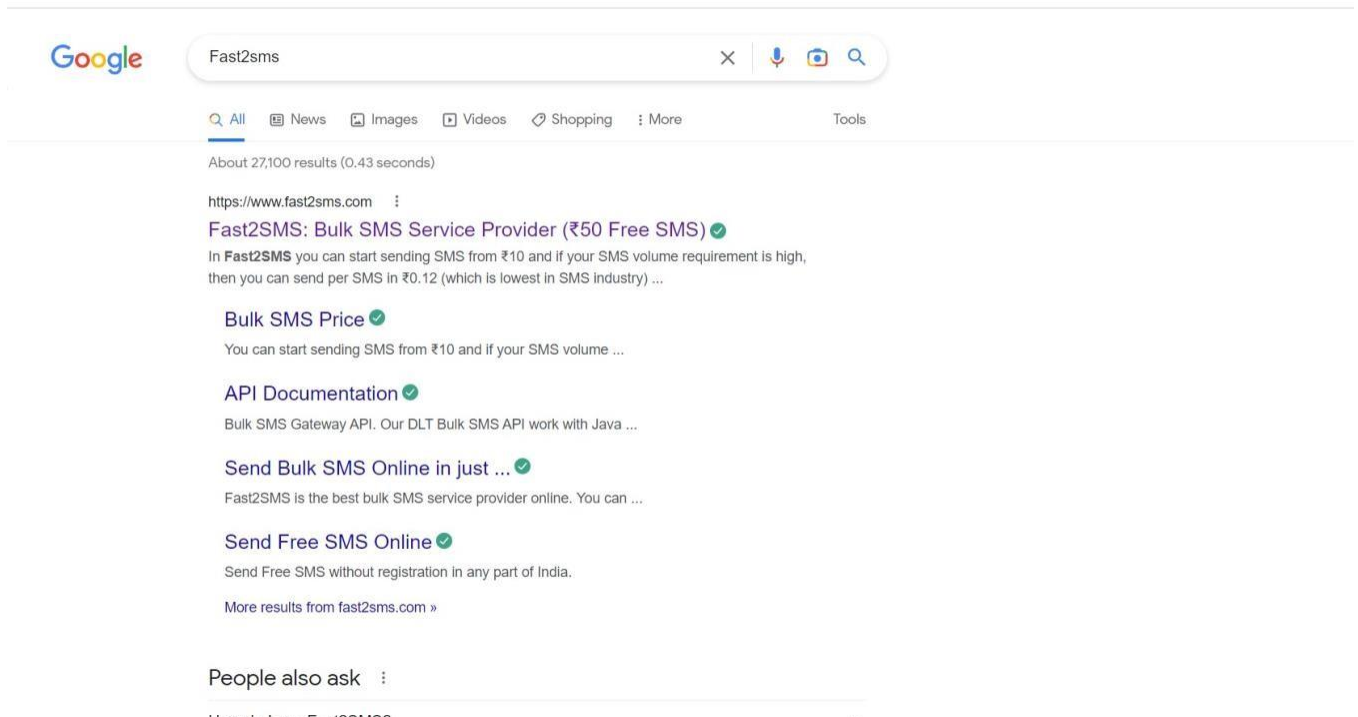 Google
Fast2sms
All News Images Videos Shopping More Tools
About 27,100 results (0.43 seconds)
https://www.fast2sms.com
Fast2SMS: Bulk SMS Service Provider (₹50 Free SMS)
In Fast2SMS you can start sending SMS from ₹10 and if your SMS volume requirement is high,
then you can send per SMS in ₹0.12 (which is lowest in SMS industry) ...
Bulk SMS Price
You can start sending SMS from ₹10 and if your SMS volume ...
API Documentation
Bulk SMS Gateway API. Our DLT Bulk SMS API work with Java ...
Send Bulk SMS Online in just ...
Fast2SMS is the best bulk SMS service provider online. You can ...
Send Free SMS Online
Send Free SMS without registration in any part of India.
More results from fast2sms.com »
People also ask